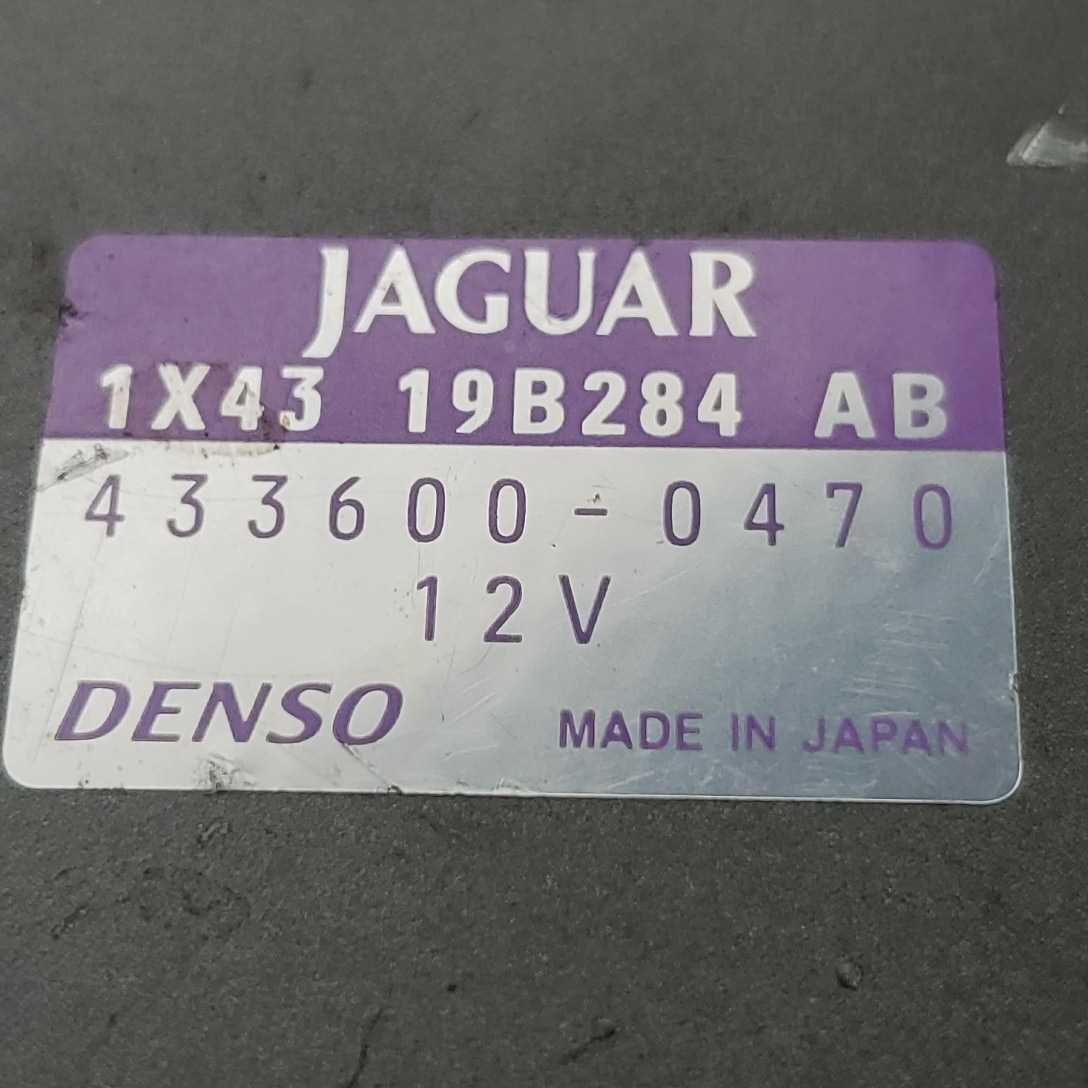 JAGUAR
1X43 19B284 AB
433600-0470
12V
DENSO MADE IN JAPAN